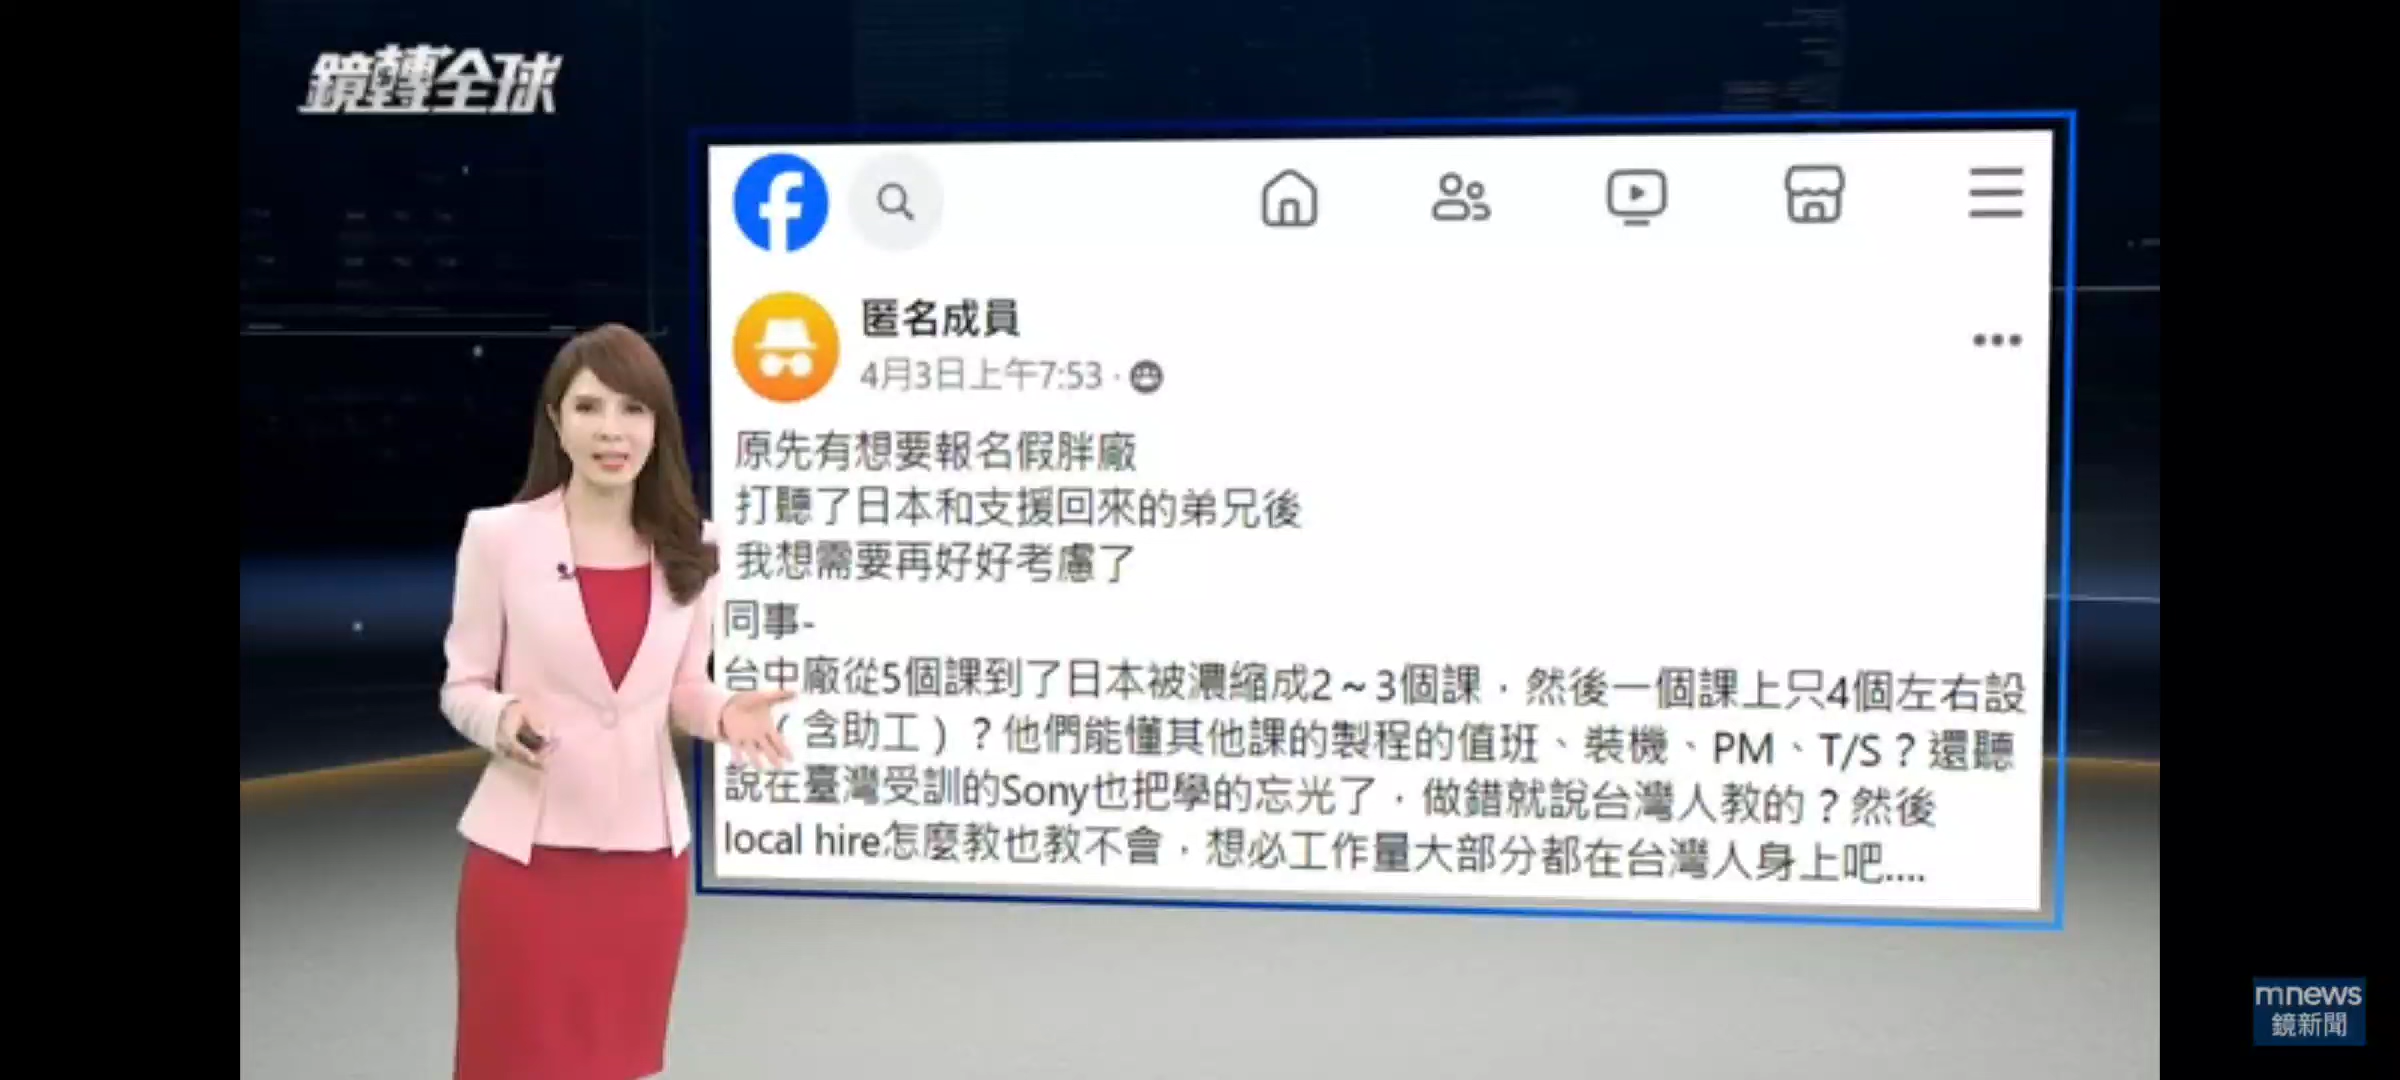 鏡轉全球
匿名成員
4月3日上午7:53
原先有想要報名假胖廠
打聽了日本和支援回來的弟兄後
我想需要再好好考慮了
同事-
台中廠從5個課到了日本被濃縮成2～3個課，然後一個課上只4個左右設
（含助工）？他們能懂其他課的製程的值班、裝機、PM、T/S？還聽
說在臺灣受訓的Sony也把學的忘光了，做錯就說台灣人教的？然後
local hire怎麼教也教不會，想必工作量大部分都在台灣人身上吧....
mnews
鏡新聞